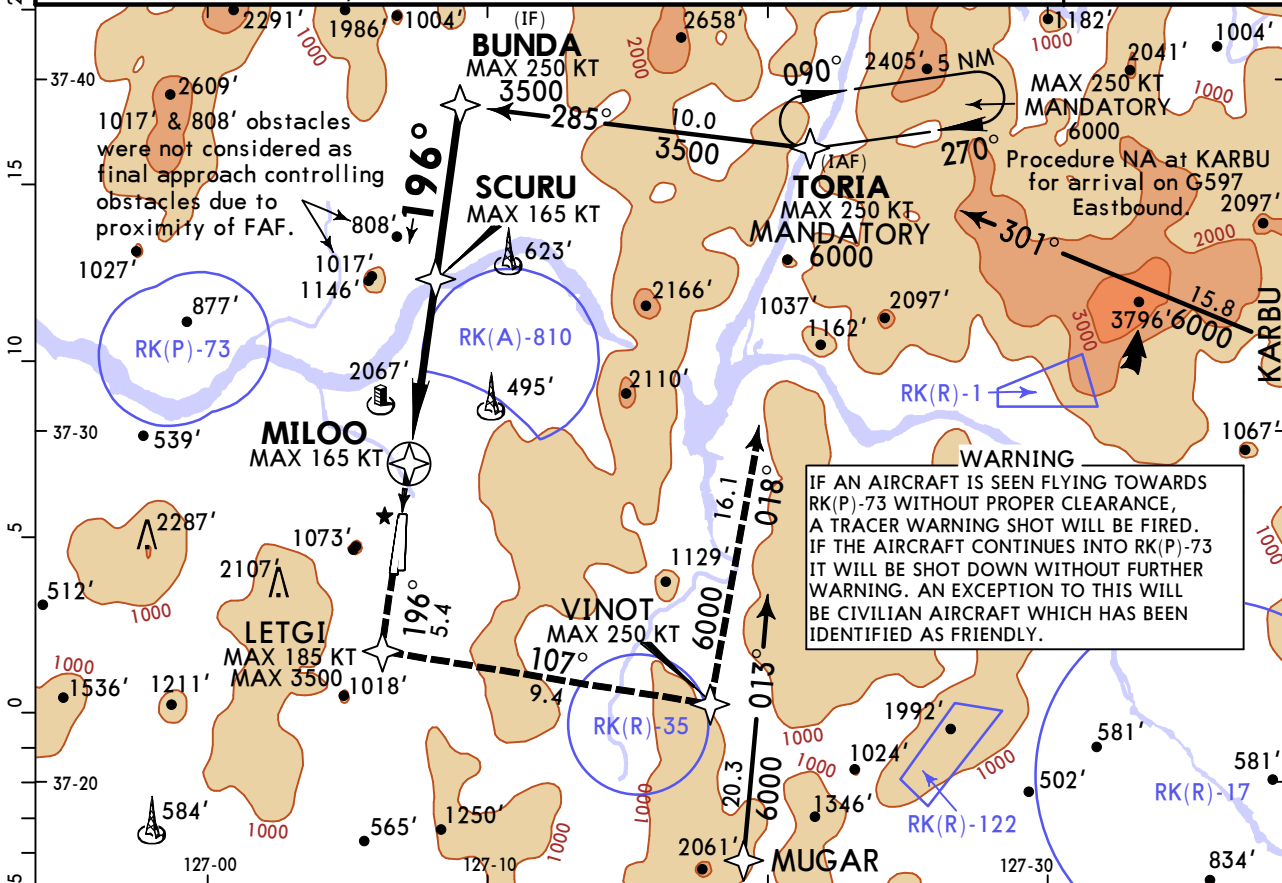 2291'
1986'
1004'
(IF)
BUNDA
MAX 250 KT
3500
2658'
2000
1000
1182'
1000
1004'
2041'
37-40
2609'
285°
10.0
3500
090°
2405'
5 NM
MAX 250 KT
MANDATORY
6000
1000
270°
1017' & 808' obstacles
were not considered as
final approach controlling
obstacles due to
proximity of FAF.
196°
808'
SCURU
MAX 165 KT
(IAF)
TORIA
MAX 250 KT
MANDATORY
6000
Procedure NA at KARBU
for arrival on G597
Eastbound.
2097'
2000
301°
15.8
6000
KARBU
15
1027'
1017'
1146'
623'
877'
RK(P)-73
RK(A)-810
2166'
1037'
1162'
2097'
3796'
3000
10
2067'
495'
2110'
RK(R)-1
37-30
539'
MILOO
MAX 165 KT
1067'
WARNING
IF AN AIRCRAFT IS SEEN FLYING TOWARDS
RK(P)-73 WITHOUT PROPER CLEARANCE,
A TRACER WARNING SHOT WILL BE FIRED.
IF THE AIRCRAFT CONTINUES INTO RK(P)-73
IT WILL BE SHOT DOWN WITHOUT FURTHER
WARNING. AN EXCEPTION TO THIS WILL
BE CIVILIAN AIRCRAFT WHICH HAS BEEN
IDENTIFIED AS FRIENDLY.
1000
16.1
018°
6000
5
2287'
1073'
1129'
512'
1000
2107'
196°
5.4
VINOT
MAX 250 KT
LETGI
MAX 185 KT
MAX 3500
107°
9.4
013°
1000
1536'
1211'
1018'
0
RK(R)-35
1992'
1000
1000
1024'
1000
581'
581'
502'
RK(R)-17
37-20
20.3
6000
1000
1346'
RK(R)-122
584'
1000
565'
1250'
1000
2061'
MUGAR
834'
5
127-00
127-10
127-30